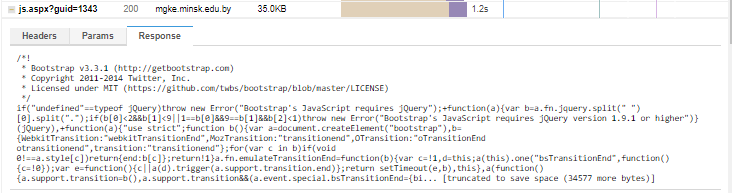 js.aspx?guid=1343 200 mgke.minsk.edu.by 35.0KB 1.2s
Headers Params Response
/*!
* Bootstrap v3.3.1 (http://getbootstrap.com)
* Copyright 2011-2014 Twitter, Inc.
* Licensed under MIT (https://github.com/twbs/bootstrap/blob/master/LICENSE)
*/
if("undefined"==typeof jQuery)throw new Error("Bootstrap's JavaScript requires jQuery");+function(a){var b=a.fn.jquery.split(" ")
[0].split(".");if(b[0]<2&&b[1]<9||1==b[0]&&9==b[1]&&b[2]<1)throw new Error("Bootstrap's JavaScript requires jQuery version 1.9.1 or higher")}
(jQuery),+function(a){"use strict";function b(){var a=document.createElement("bootstrap"),b=
{WebkitTransition:"webkitTransitionEnd",MozTransition:"transitionend",OTransition:"oTransitionEnd
otransitionend",transition:"transitionend"};for(var c in b)if(void
0!==a.style[c])return{end:b[c]};return!1}a.fn.emulateTransitionEnd=function(b){var c=!1,d=this;a(this).one("bsTransitionEnd",function()
{c=!0});var e=function(){c||a(d).trigger(a.support.transition.end)};return setTimeout(e,b),this},a(function()
{a.support.transition=b(),a.support.transition&&(a.event.special.bsTransitionEnd={bi... [truncated to save space (34577 more bytes)]